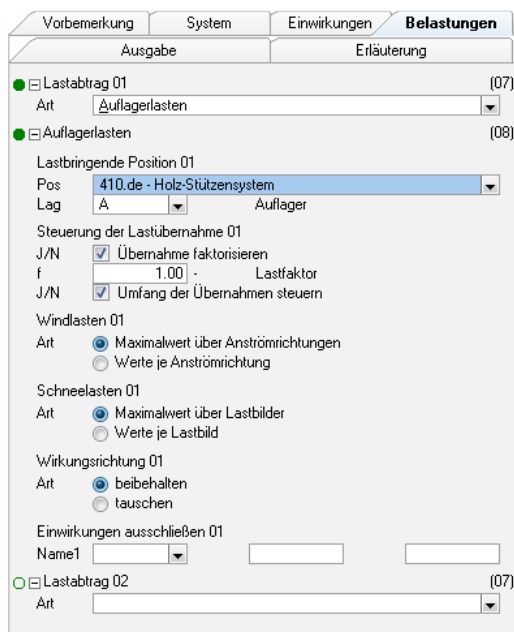 Vorbemerkung System Einwirkungen Belastungen
Ausgabe Erläuterung
Lastabtrag 01 (07)
Art Auflagerlasten
Auflagerlasten (08)
Lastbringende Position 01
Pos 410.de - Holz-Stützensystem
Lag A Auflager
Steuerung der Lastübernahme 01
J/N Übernahme faktorisieren
f 1.00 - Lastfaktor
J/N Umfang der Übernahmen steuern
Windlasten 01
Art Maximalwert über Anströmrichtungen
Werte je Anströmrichtung
Schneelasten 01
Art Maximalwert über Lastbilder
Werte je Lastbild
Wirkungsrichtung 01
Art beibehalten
tauschen
Einwirkungen ausschließen 01
Name1
Lastabtrag 02 (07)
Art